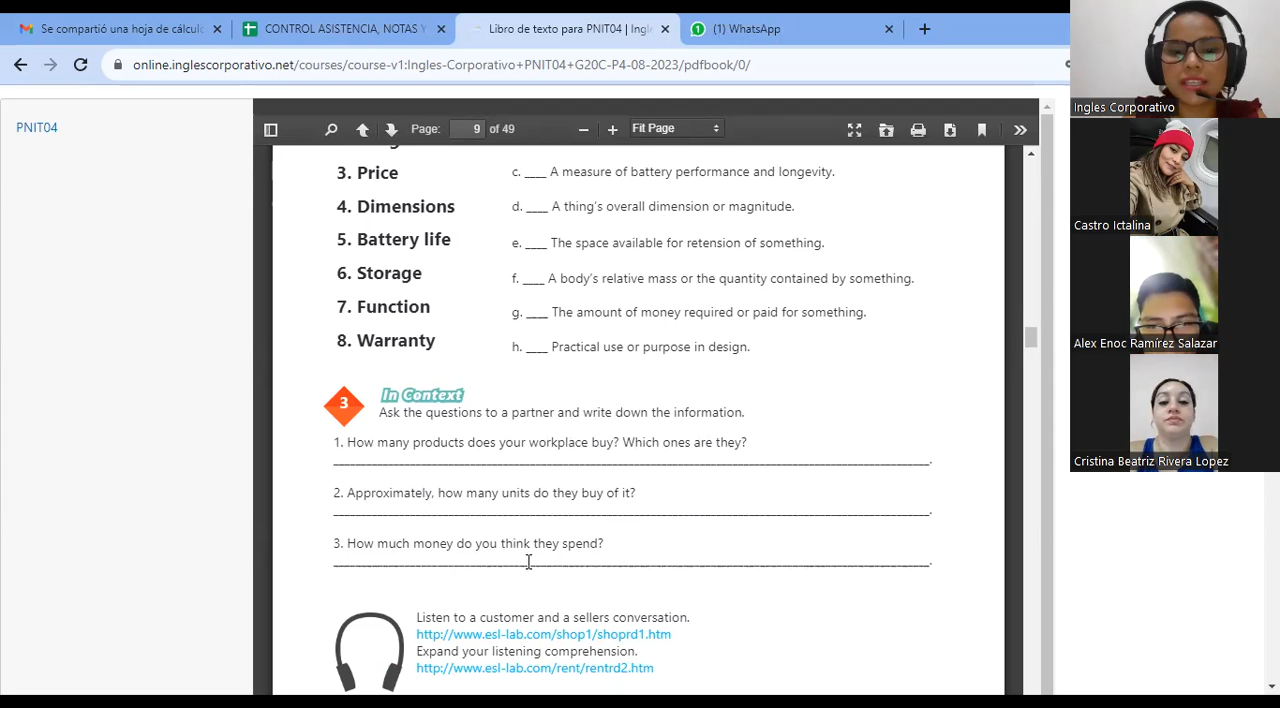 Se compartió una hoja de cálcul
CONTROL ASISTENCIA, NOTAS Y
Libro de texto para PNIT04 | Ingl
(1) WhatsApp
online.inglescorporativo.net/courses/course-v1:Ingles-Corporativo+PNIT04+G20C-P4-08-2023/pdfbook/0/
Ingles Corporativo
PNIT04
Page: 9 of 49
Fit Page
3. Price
c. ____ A measure of battery performance and longevity.
4. Dimensions
d. ____ A thing's overall dimension or magnitude.
5. Battery life
e. ____ The space available for retention of something.
6. Storage
f. ____ A body's relative mass or the quantity contained by something.
7. Function
g. ____ The amount of money required or paid for something.
8. Warranty
h. ____ Practical use or purpose in design.
3
In Context
Ask the questions to a partner and write down the information.
1. How many products does your workplace buy? Which ones are they?
2. Approximately, how many units do they buy of it?
3. How much money do you think they spend?
Listen to a customer and a sellers conversation.
http://www.esl-lab.com/shop1/shoprd1.htm
Expand your listening comprehension.
http://www.esl-lab.com/rent/rentrd2.htm
Castro Ictalina
Alex Enoc Ramírez Salazar
Cristina Beatriz Rivera Lopez